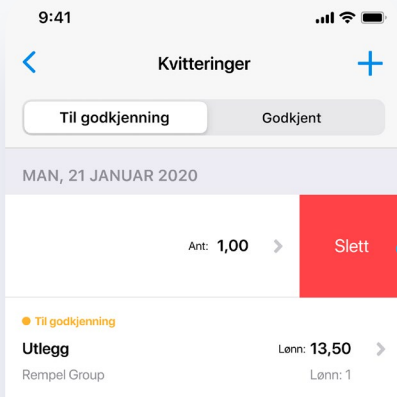 9:41
Kvitteringer
Til godkjenning
Godkjent
MAN, 21 JANUAR 2020
Ant: 1,00
Slett
Til godkjenning
Utlegg
Lønn: 13,50
Rempel Group
Lønn: 1